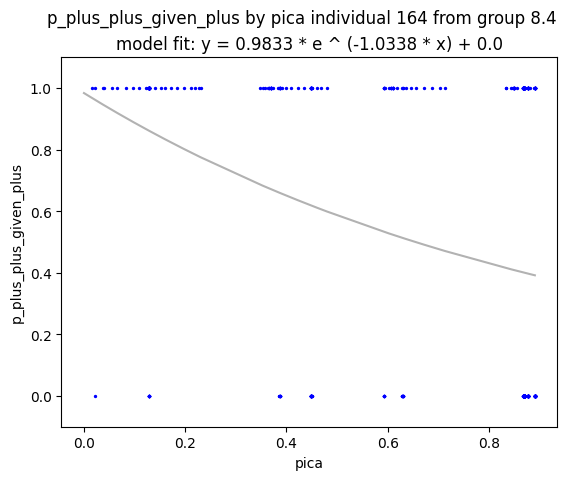 p_plus_plus_given_plus by pica individual 164 from group 8.4
model fit: y = 0.9833 * e ^ (-1.0338 * x) + 0.0
1.0
0.8
0.6
0.4
0.2
0.0
p_plus_plus_given_plus
0.0 0.2 0.4 0.6 0.8
pica